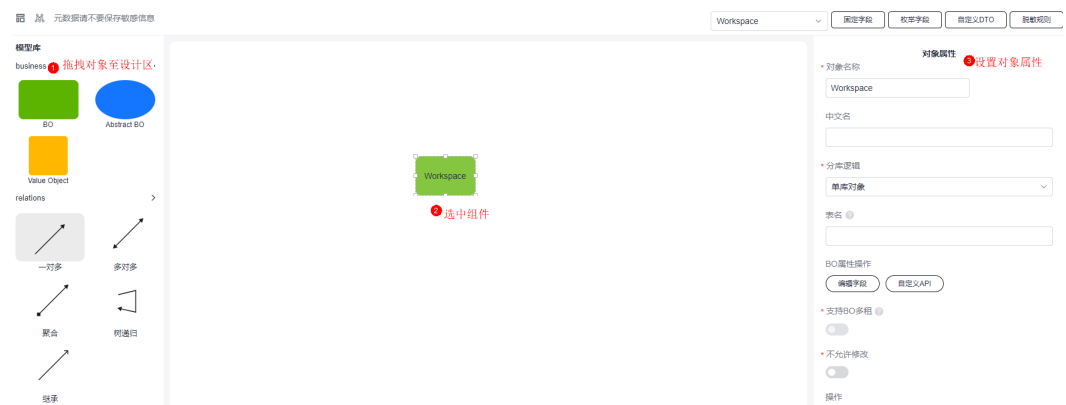 元数据请不要保存敏感信息
Workspace
固定字段
枚举字段
自定义DTO
脱敏规则
模型库
business
1 拖拽对象至设计区
BO
Abstract BO
Value Object
relations
一对多
多对多
聚合
树递归
继承
Workspace
2 选中组件
对象属性
3 设置对象属性
* 对象名称
Workspace
中文名
* 分库逻辑
单库对象
表名
BO属性操作
编辑字段
自定义API
* 支持BO多租
* 不允许修改
操作